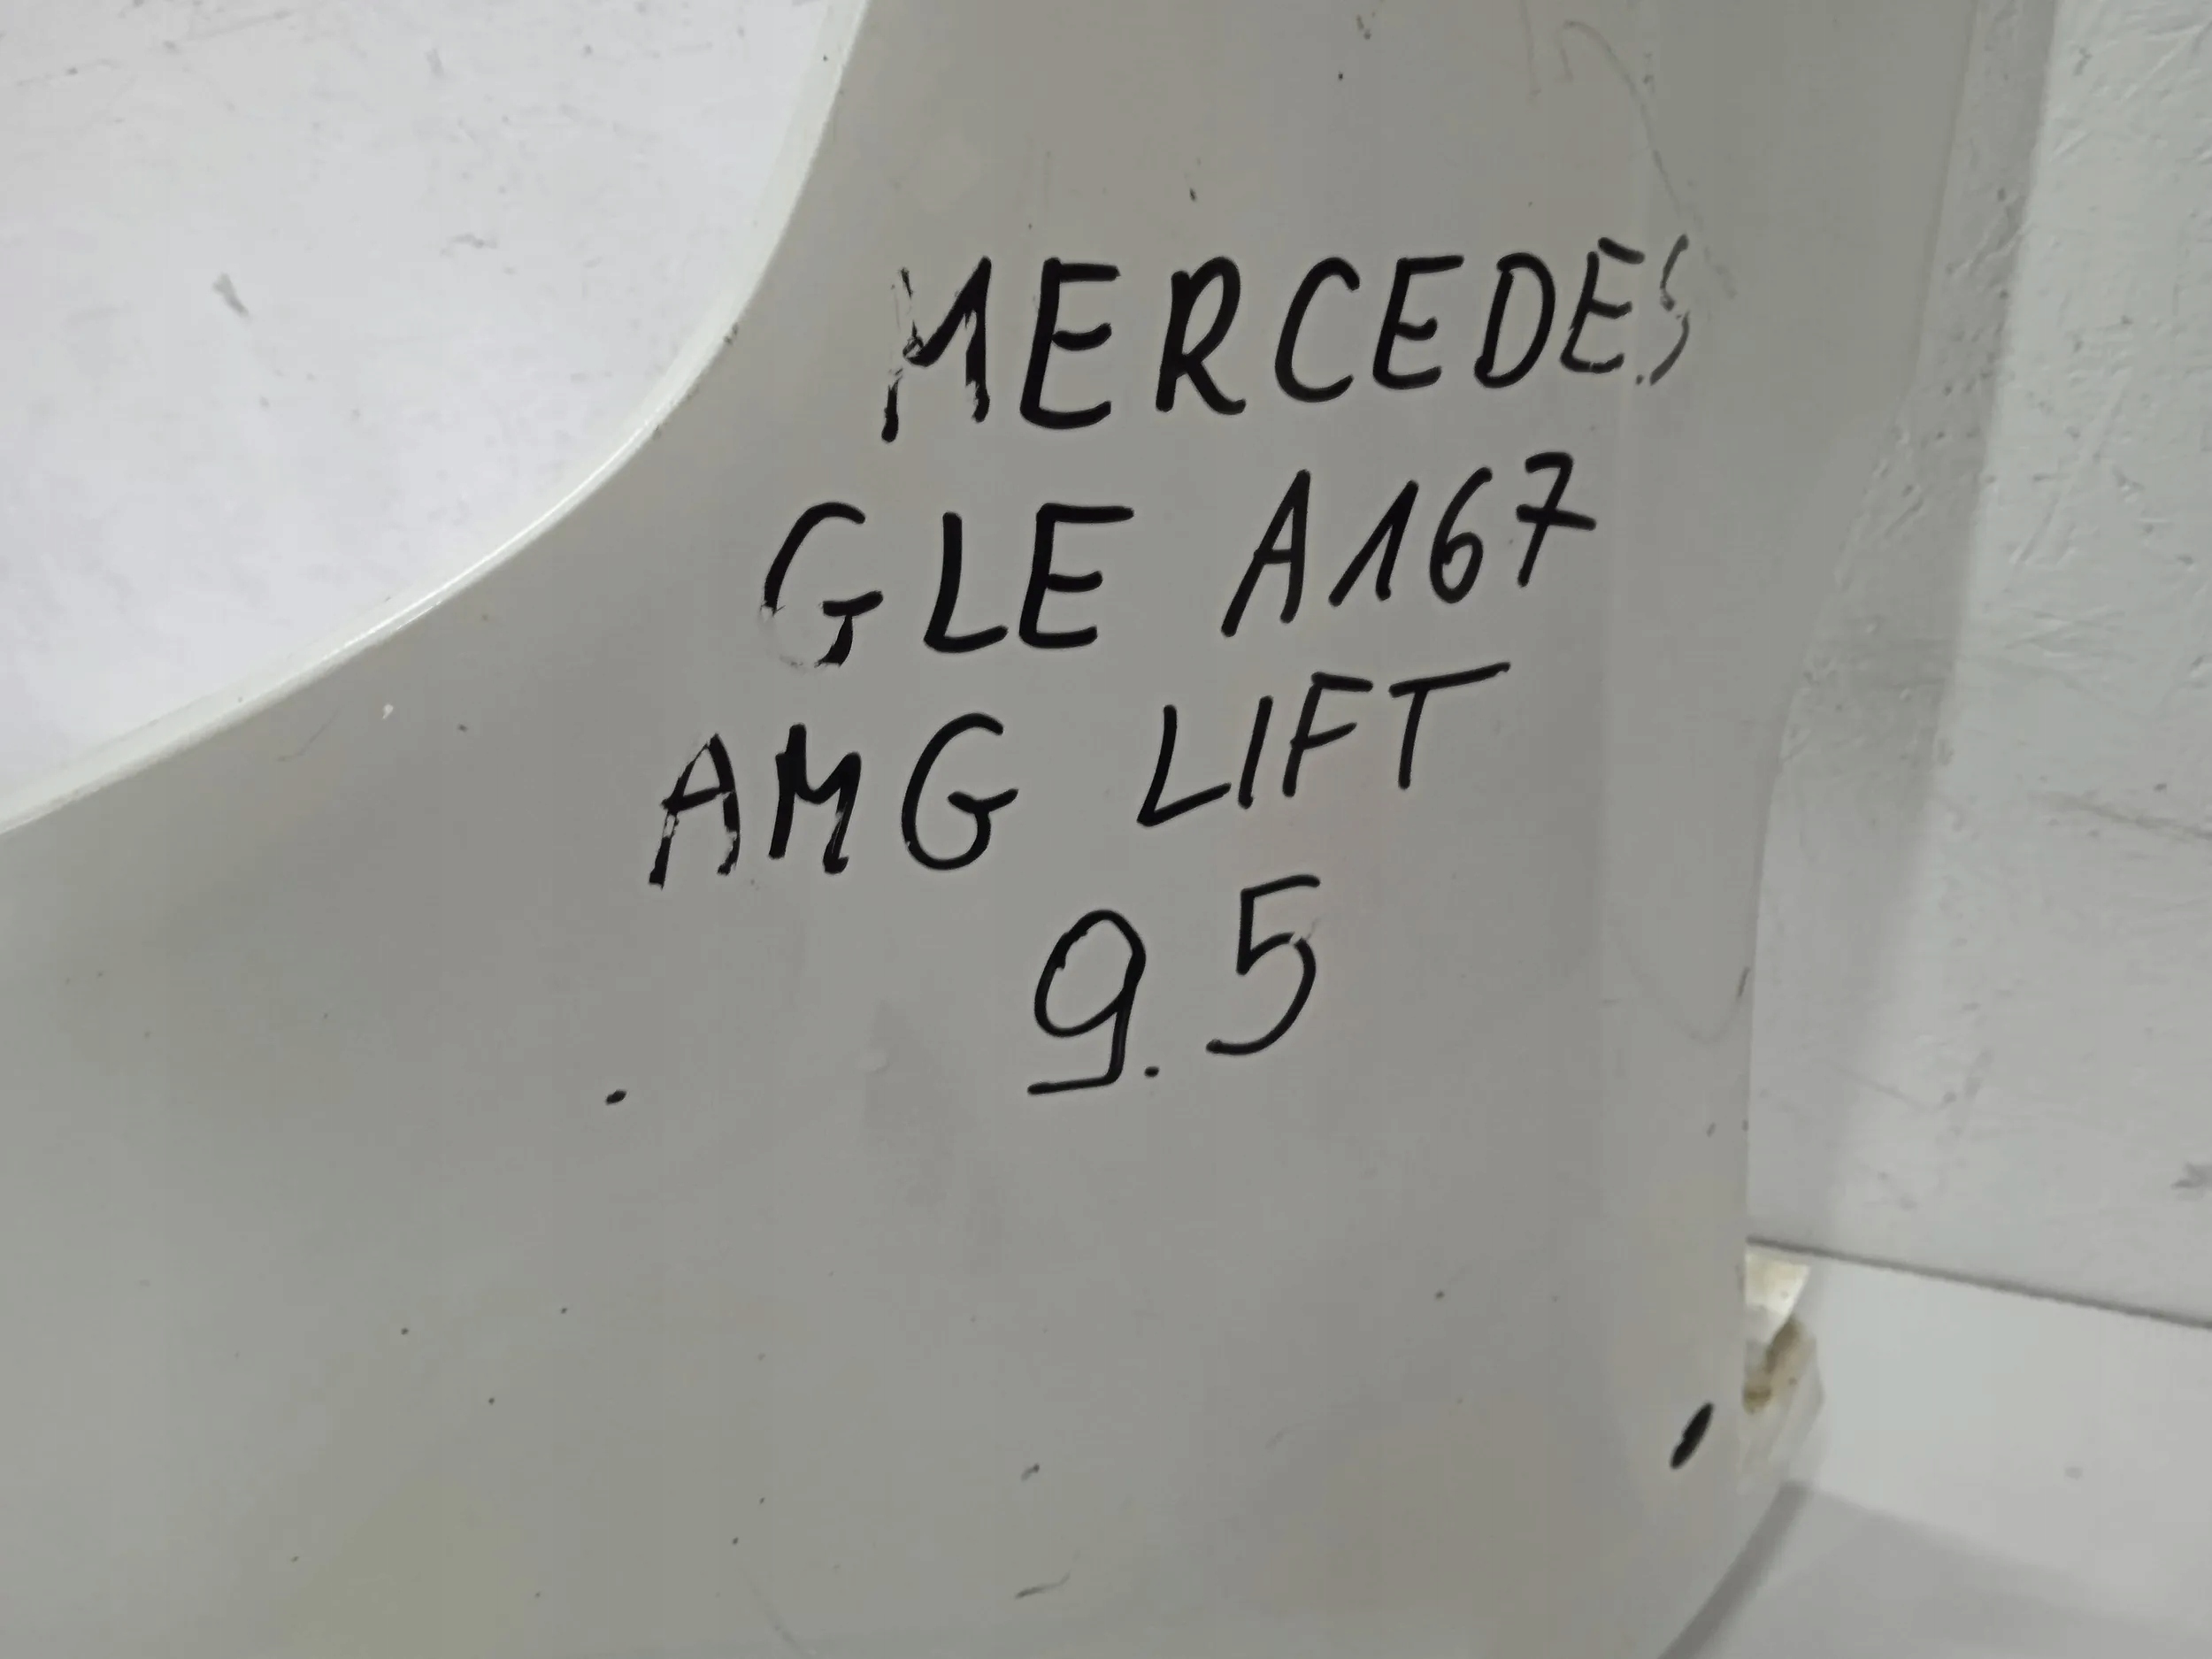 MERCEDES
GLE A167
AMG LIFT
9.5